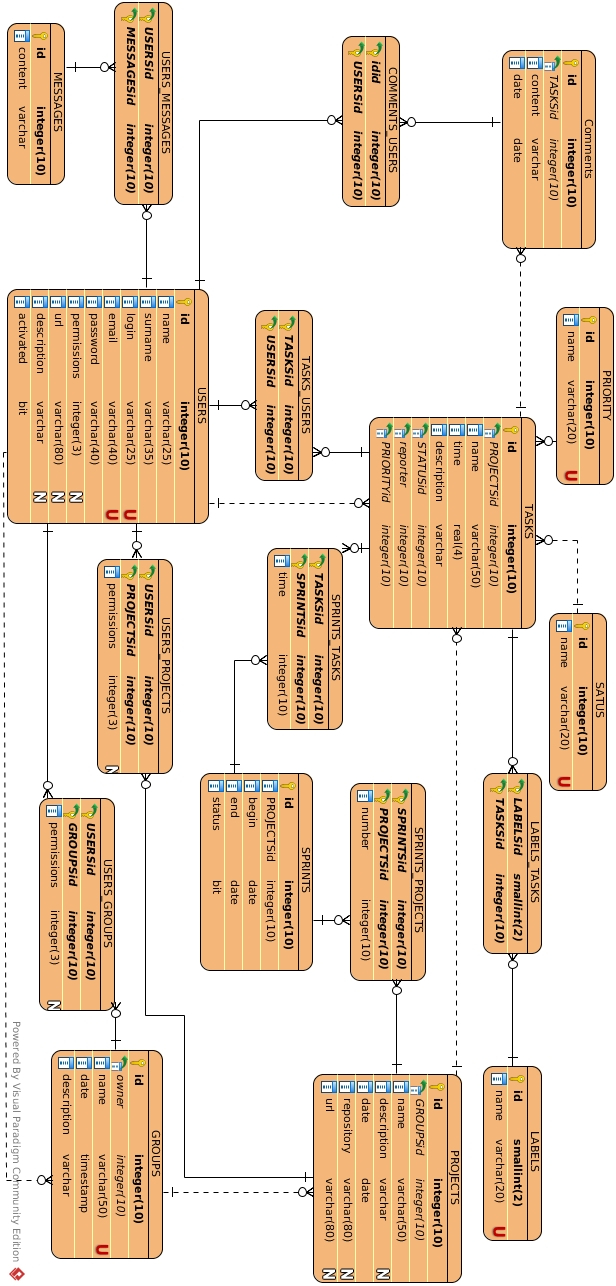 PRIORITY
id integer(10)
name varchar(20) U
SATUS
id integer(10)
name varchar(20) U
Comments
id integer(10)
TASKSid integer(10)
content varchar
date date
TASKS
id integer(10)
PROJECTSid integer(10)
name varchar(50)
time real(4)
description varchar
STATUSid integer(10)
reporter integer(10)
PRIORITYid integer(10)
LABELS_TASKS
LABELSid smallint(2)
TASKSid integer(10)
LABELS
id smallint(2)
name varchar(20) U
COMMENTS_USERS
idid integer(10)
USERSid integer(10)
TASKS_USERS
TASKSid integer(10)
USERSid integer(10)
SPRINTS_TASKS
TASKSid integer(10)
SPRINTSid integer(10)
time integer(10)
SPRINTS_PROJECTS
SPRINTSid integer(10)
PROJECTSid integer(10)
number integer(10)
PROJECTS
id integer(10)
GROUPSid integer(10)
name varchar(50)
description varchar N
date date
repository varchar(80) N
url varchar(80) N
SPRINTS
id integer(10)
PROJECTSid integer(10)
begin date
end date
status bit
USERS_MESSAGES
USERSid integer(10)
MESSAGESid integer(10)
USERS
id integer(10)
name varchar(25)
surname varchar(35)
login varchar(25) U
email varchar(40) U
password varchar(40)
permissions integer(3) N
url varchar(80) N
description varchar N
activated bit
USERS_PROJECTS
USERSid integer(10)
PROJECTSid integer(10)
permissions integer(3) N
MESSAGES
id integer(10)
content varchar
USERS_GROUPS
USERSid integer(10)
GROUPSid integer(10)
permissions integer(3) N
GROUPS
id integer(10)
owner integer(10)
name varchar(50) U
date timestamp
description varchar
Powered By Visual Paradigm Community Edition